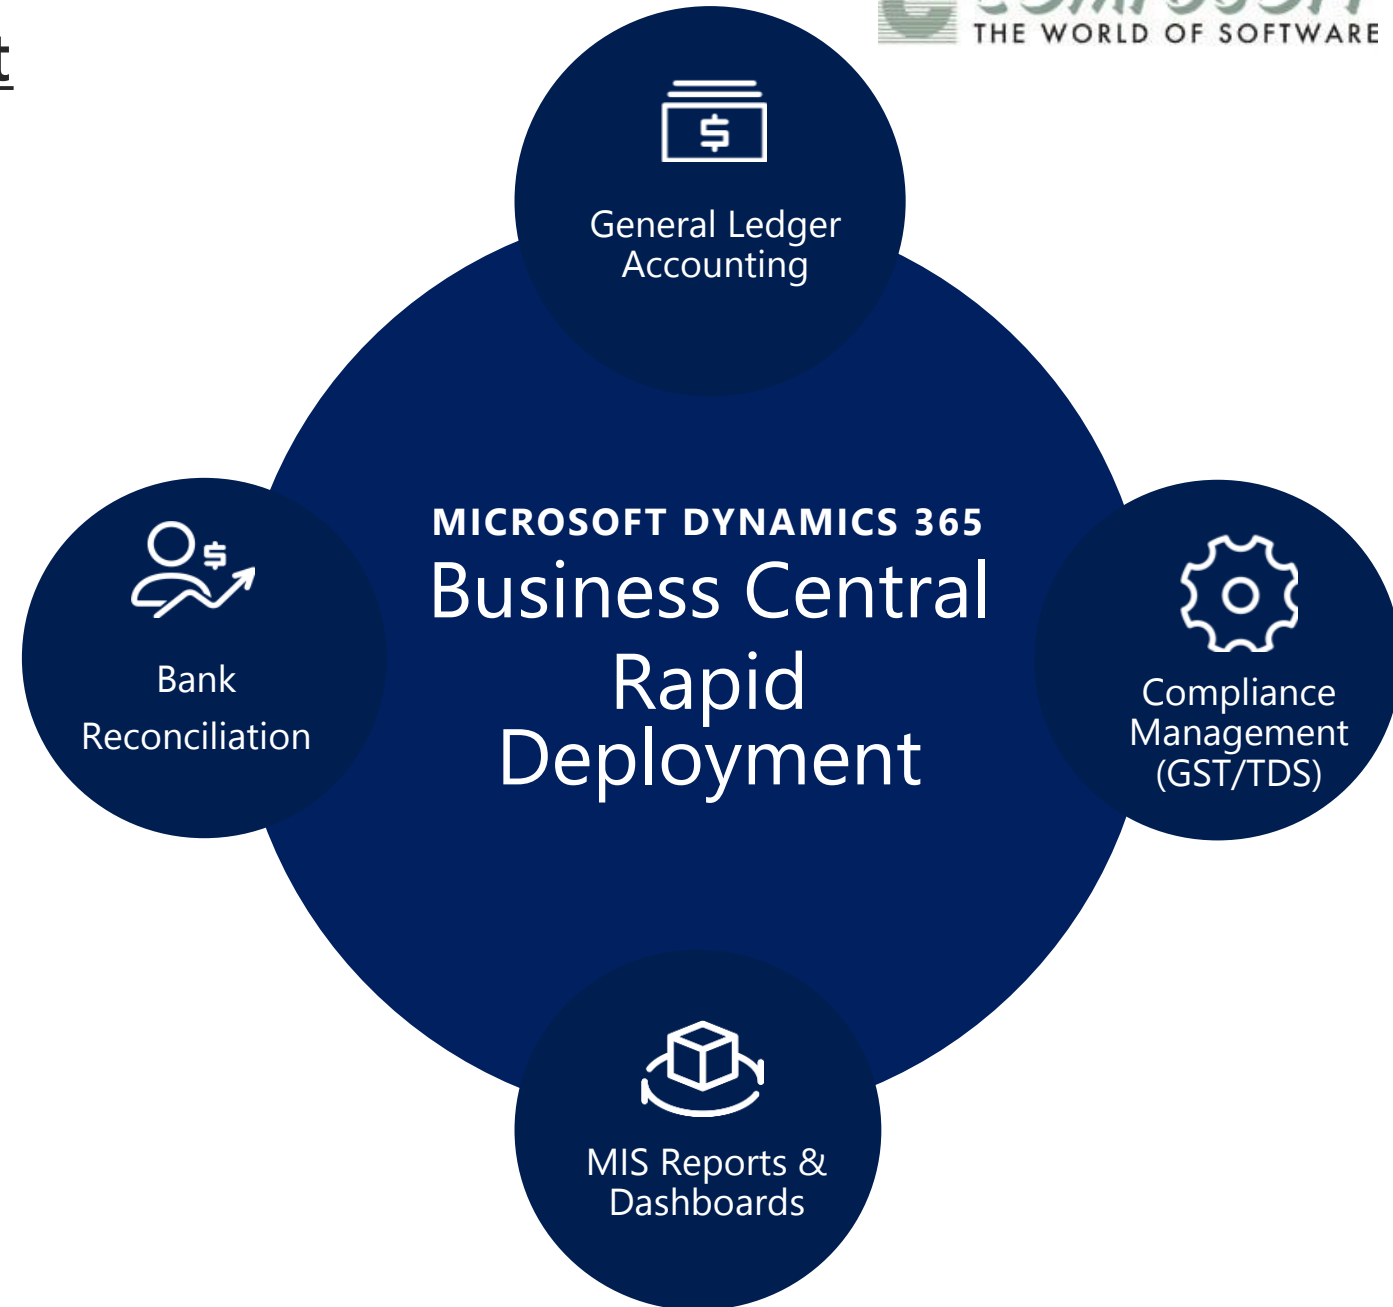 t
THE WORLD OF SOFTWARE
General Ledger
Accounting
MICROSOFT DYNAMICS 365
Business Central
Rapid
Deployment
Bank
Reconciliation
Compliance
Management
(GST/TDS)
MIS Reports &
Dashboards